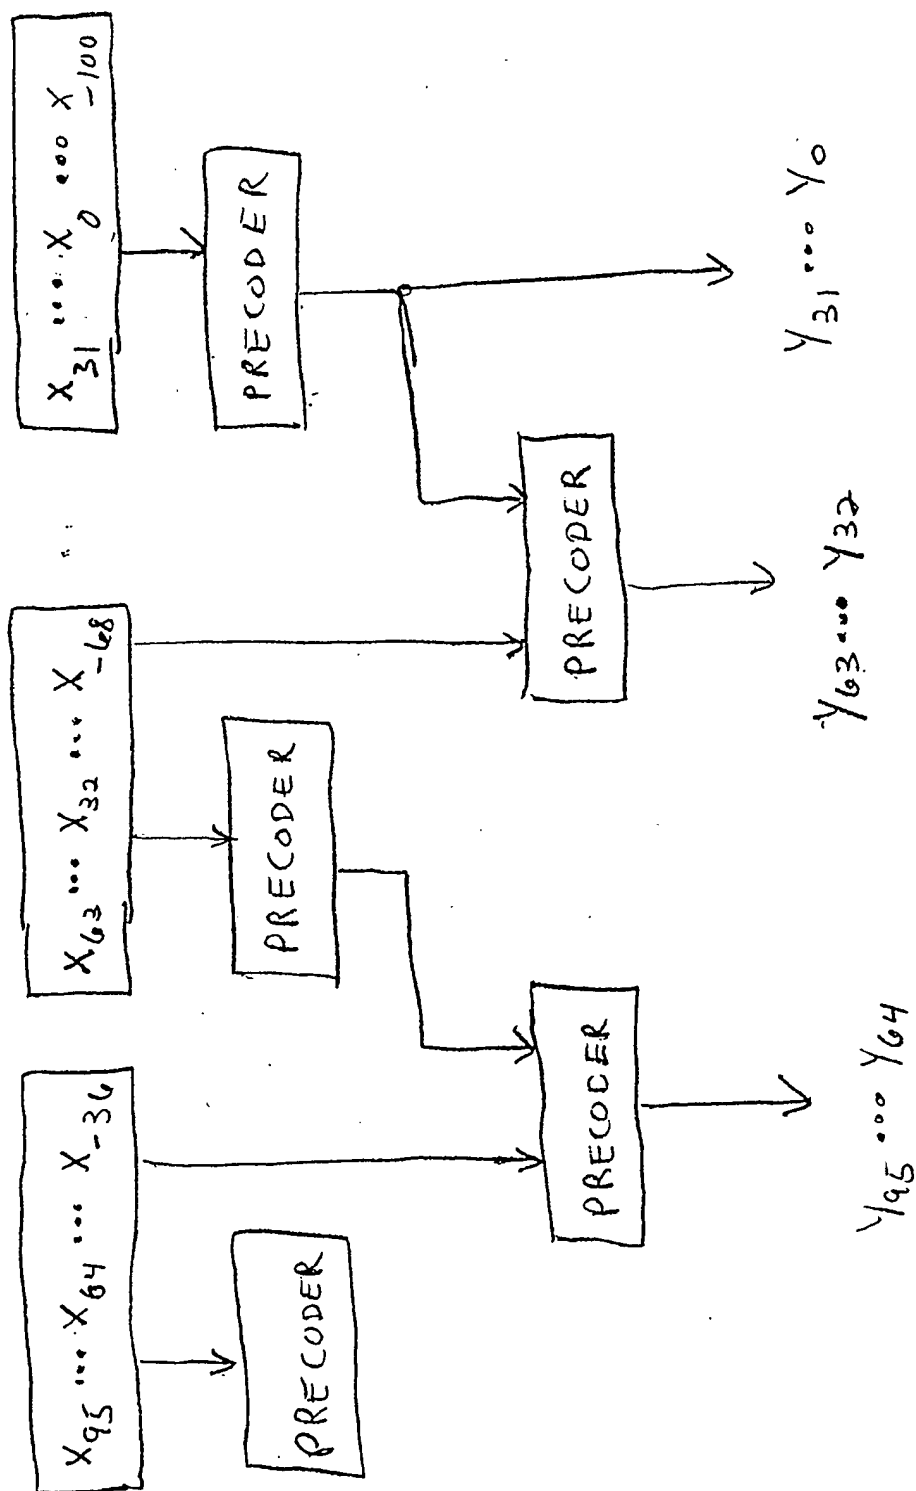 X95 ... X64 ... X-36
X63 ... X32 ... X-68
X31 ... X0 ... X-100
PRECODER
PRECODER
PRECODER
PRECODER
PRECODER
Y95 ... Y64
Y63 ... Y32
Y31 ... Y0